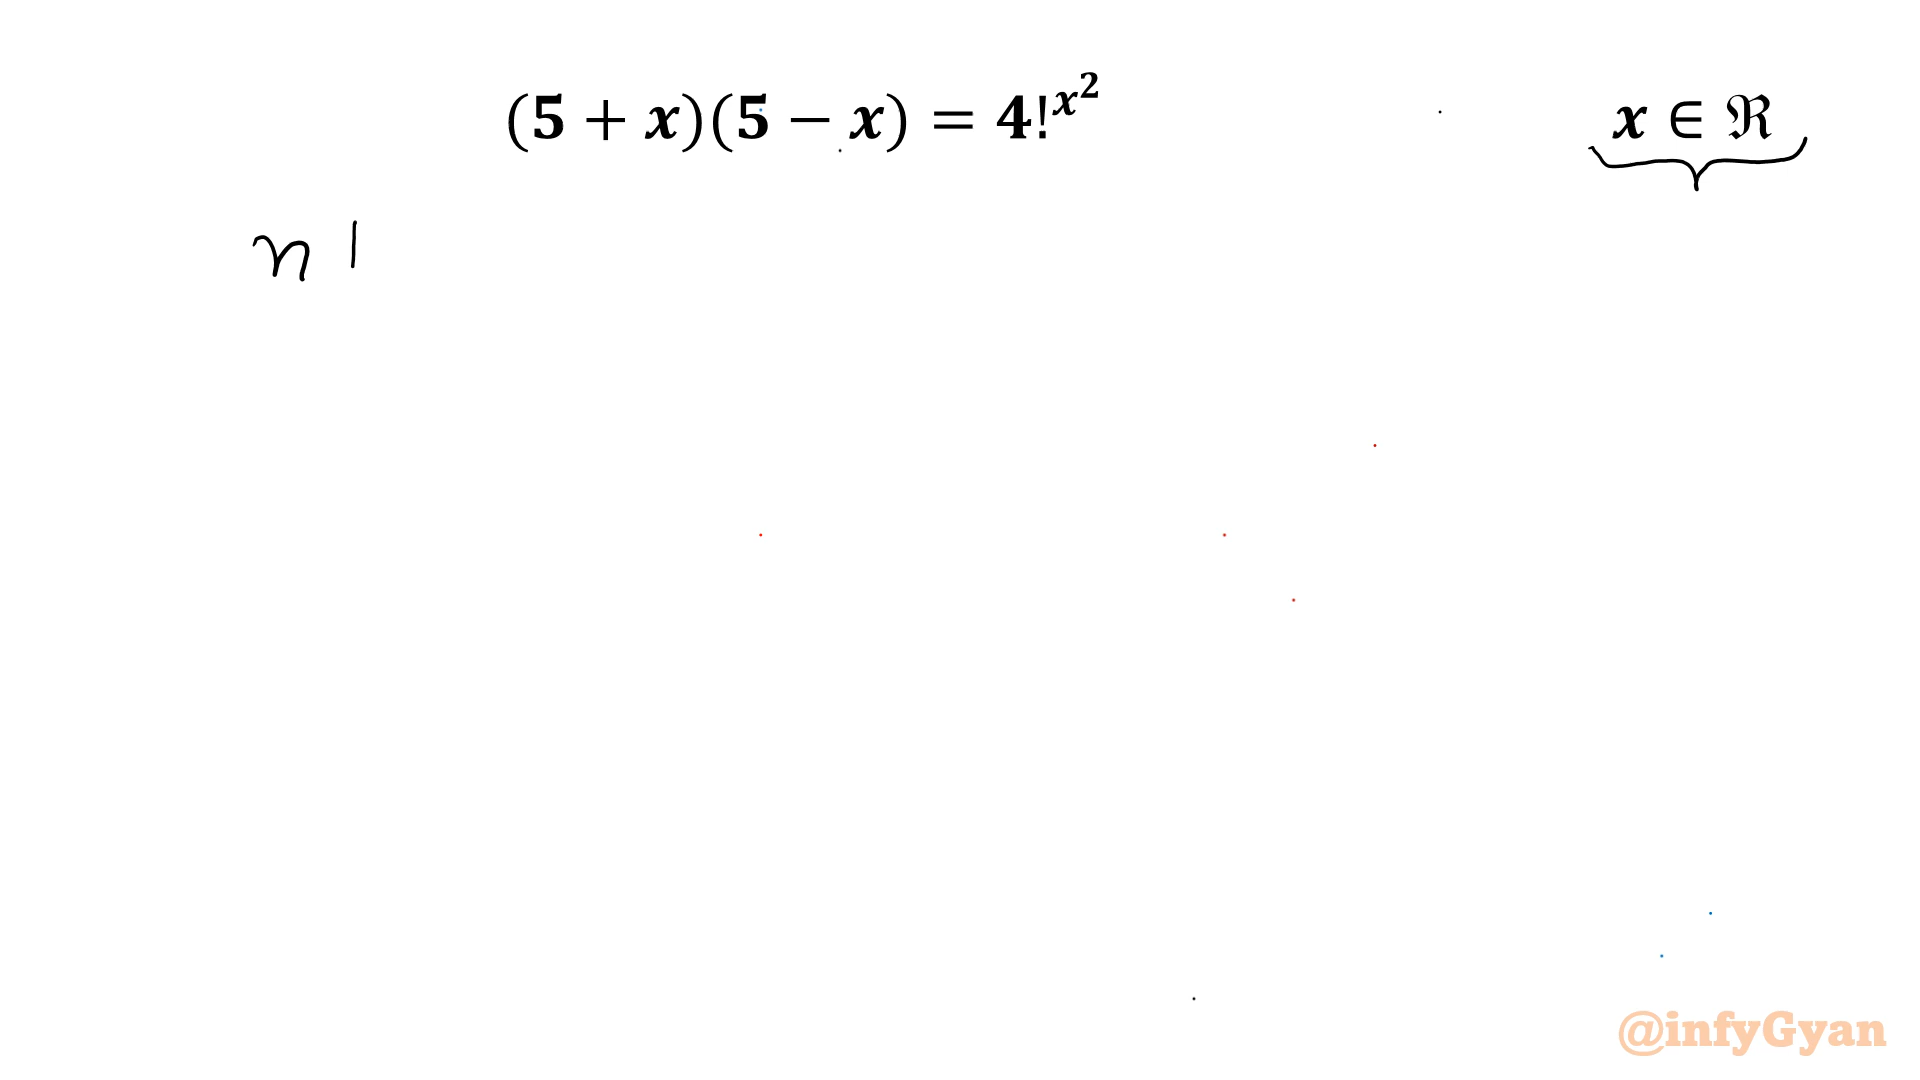 (5 + x)(5 − x) = 4!^{x^2} x ∈ ℜ
n |
@infyGyan